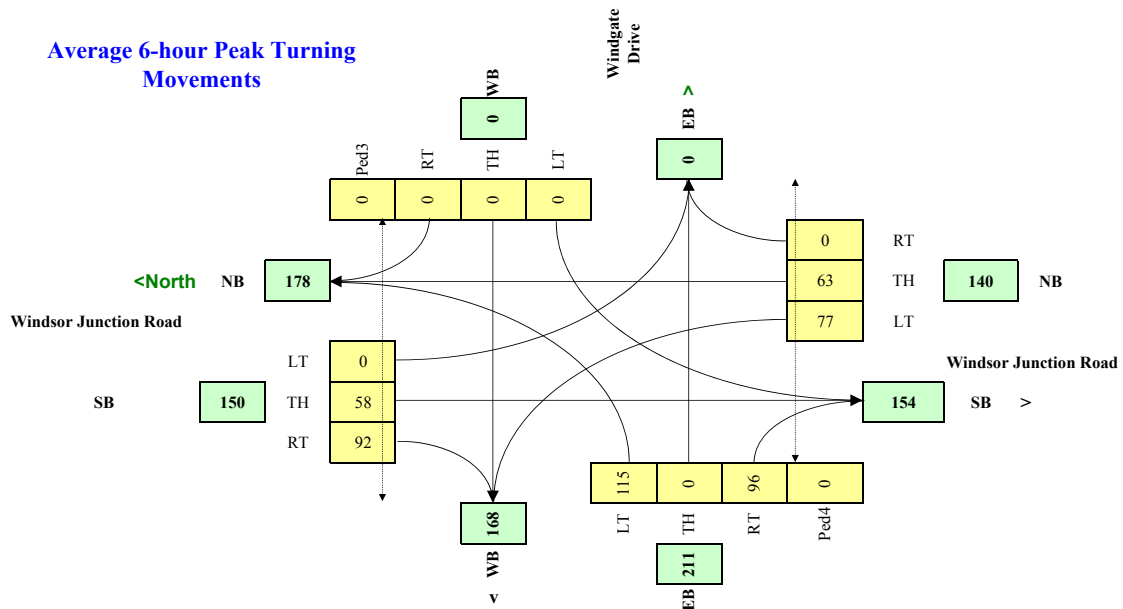 Average 6-hour Peak Turning
Movements
Windgate
Drive
WB
0
^
EB
0
Ped3
RT
TH
LT
0
0
0
0
0
RT
<North
NB
178
63
TH
140
NB
77
LT
Windsor Junction Road
LT
0
Windsor Junction Road
SB
150
TH
58
154
SB
>
RT
92
115
0
96
0
168
WB
v
LT
TH
RT
Ped4
211
EB